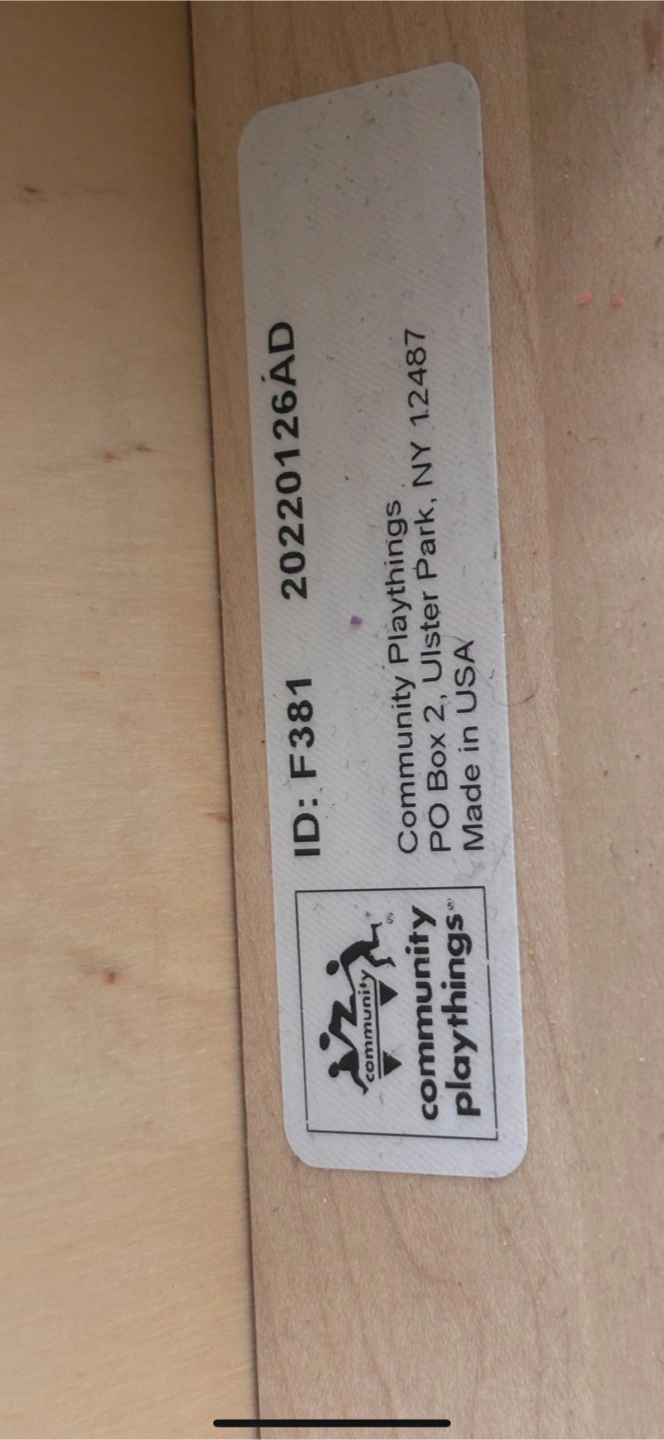 community
community
playthings®
ID: F381 20220126AD
Community Playthings
PO Box 2, Ulster Park, NY 12487
Made in USA